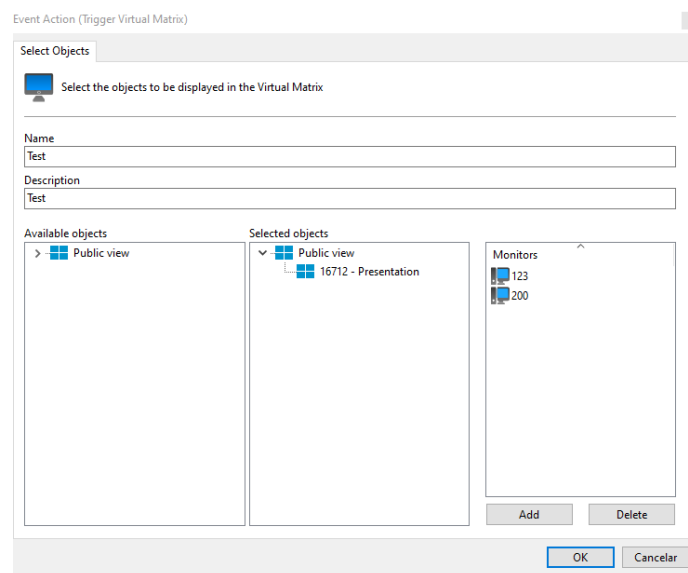 Event Action (Trigger Virtual Matrix)
Select Objects
Select the objects to be displayed in the Virtual Matrix
Name
Test
Description
Test
Available objects
Selected objects
Public view
Public view
16712 - Presentation
Monitors
123
200
Add
Delete
OK
Cancelar